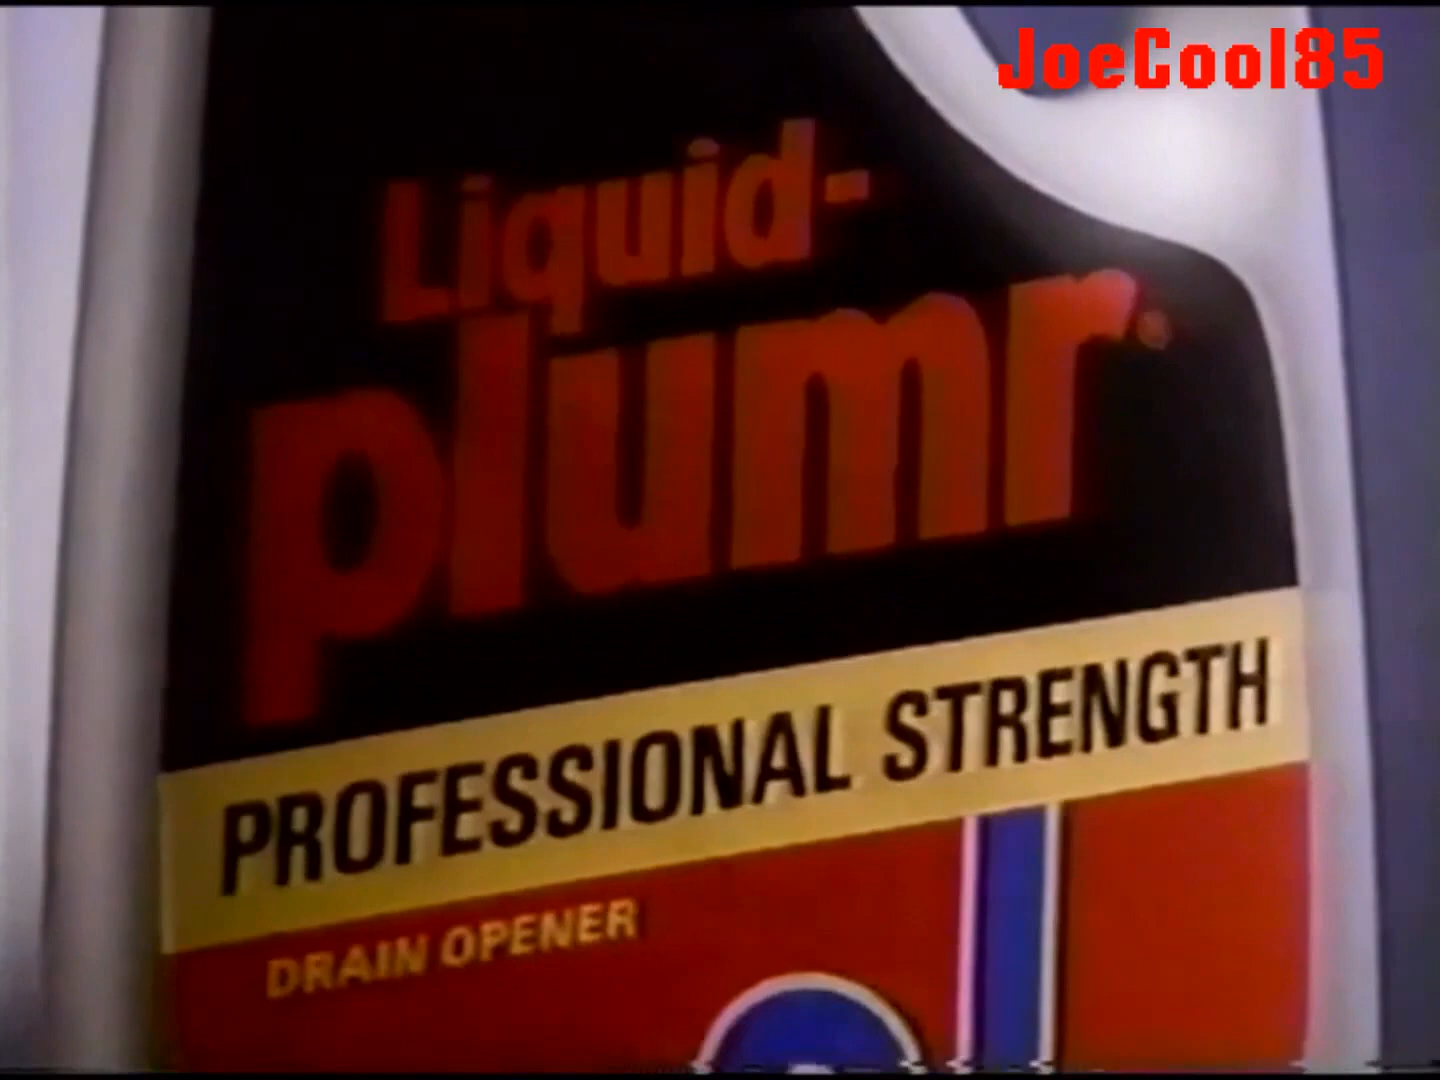 JoeCool85
Liquid-
plumr®
PROFESSIONAL STRENGTH
DRAIN OPENER